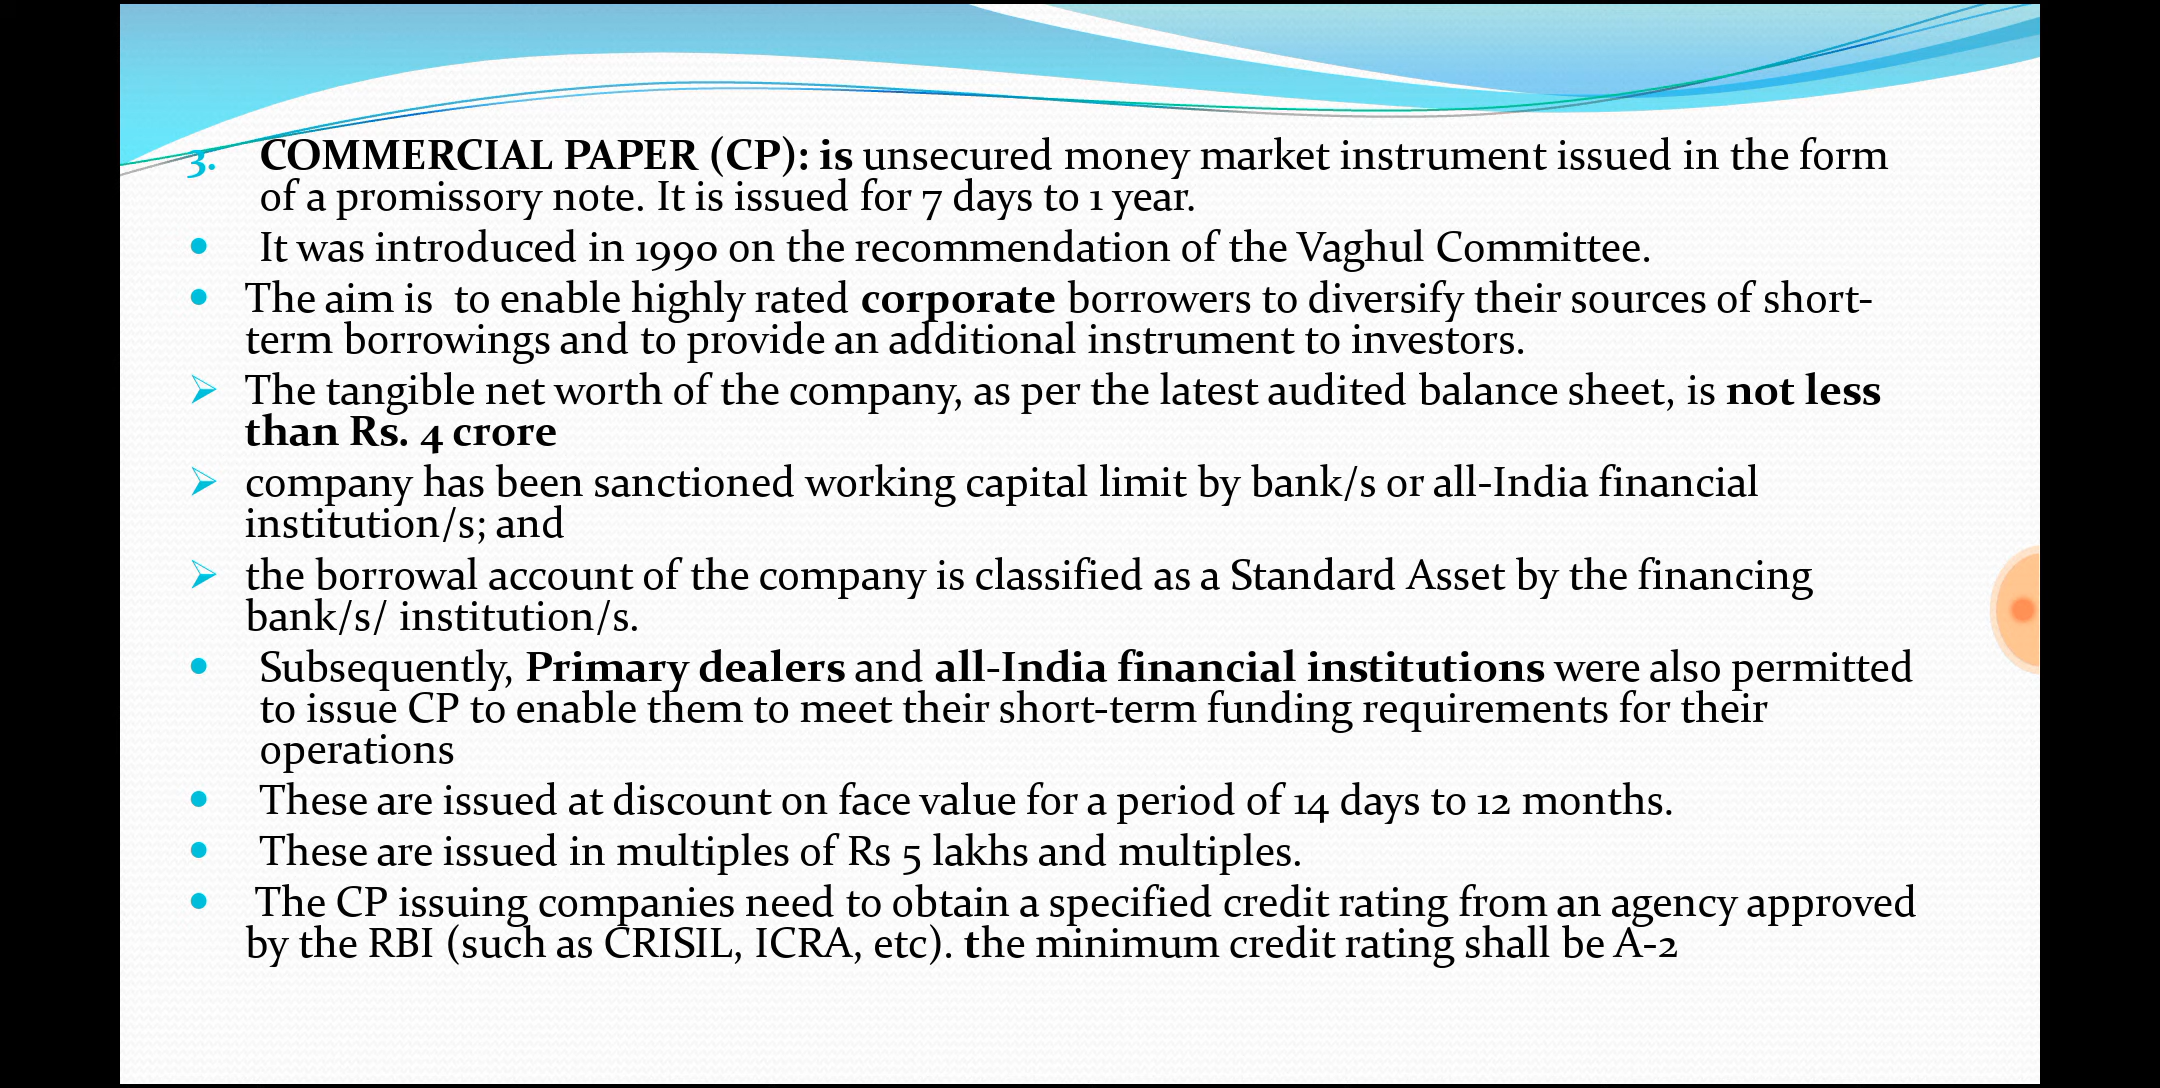 3. COMMERCIAL PAPER (CP): is unsecured money market instrument issued in the form
of a promissory note. It is issued for 7 days to 1 year.
• It was introduced in 1990 on the recommendation of the Vaghul Committee.
• The aim is to enable highly rated corporate borrowers to diversify their sources of short-
term borrowings and to provide an additional instrument to investors.
➢ The tangible net worth of the company, as per the latest audited balance sheet, is not less
than Rs. 4 crore
➢ company has been sanctioned working capital limit by bank/s or all-India financial
institution/s; and
➢ the borrowal account of the company is classified as a Standard Asset by the financing
bank/s/ institution/s.
• Subsequently, Primary dealers and all-India financial institutions were also permitted
to issue CP to enable them to meet their short-term funding requirements for their
operations
• These are issued at discount on face value for a period of 14 days to 12 months.
• These are issued in multiples of Rs 5 lakhs and multiples.
• The CP issuing companies need to obtain a specified credit rating from an agency approved
by the RBI (such as CRISIL, ICRA, etc). the minimum credit rating shall be A-2